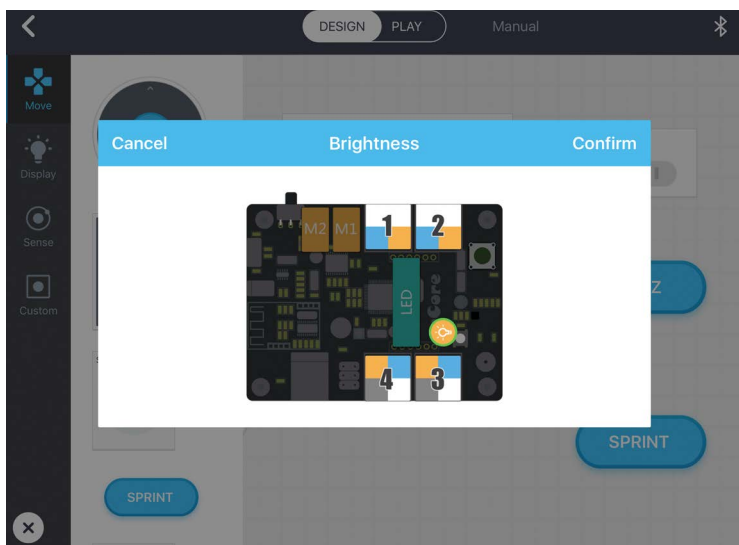 DESIGN
PLAY
Manual
Move
Display
Sense
Custom
Cancel
Brightness
Confirm
M2
M1
1
2
LED
Core
4
3
Z
SPRINT
SPRINT